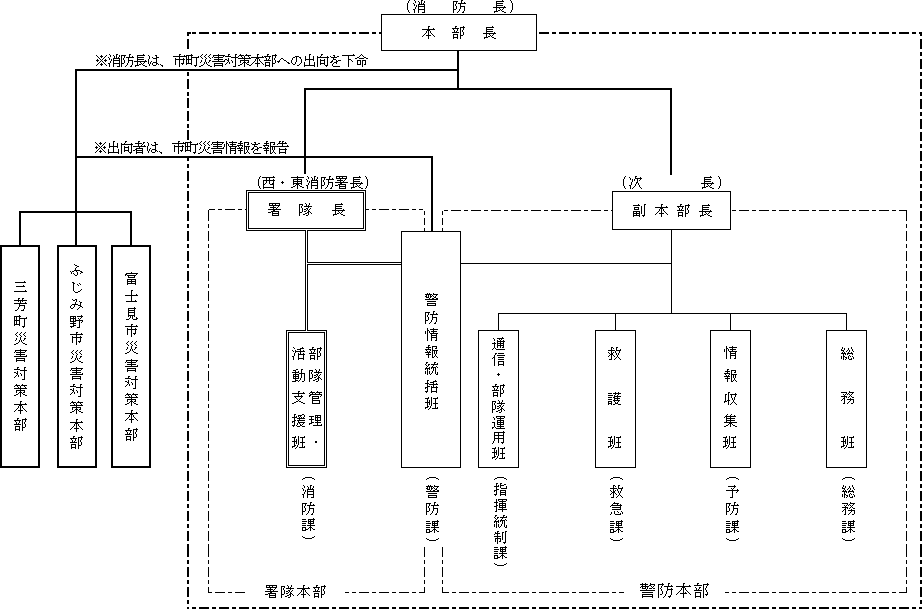 （消　防　長）
本　部　長
※消防長は、市町災害対策本部への出向を下命
※出向者は、市町災害情報を報告
（西・東消防署長）
署　隊　長
（次　　　長）
副本部長
三芳町災害対策本部
ふじみ野市災害対策本部
富士見市災害対策本部
部隊管理・
活動支援班
（消防課）
警防情報統括班
（警防課）
通信・部隊運用班
（指揮統制課）
救護班
（救急課）
情報収集班
（予防課）
総務班
（総務課）
署隊本部
警防本部